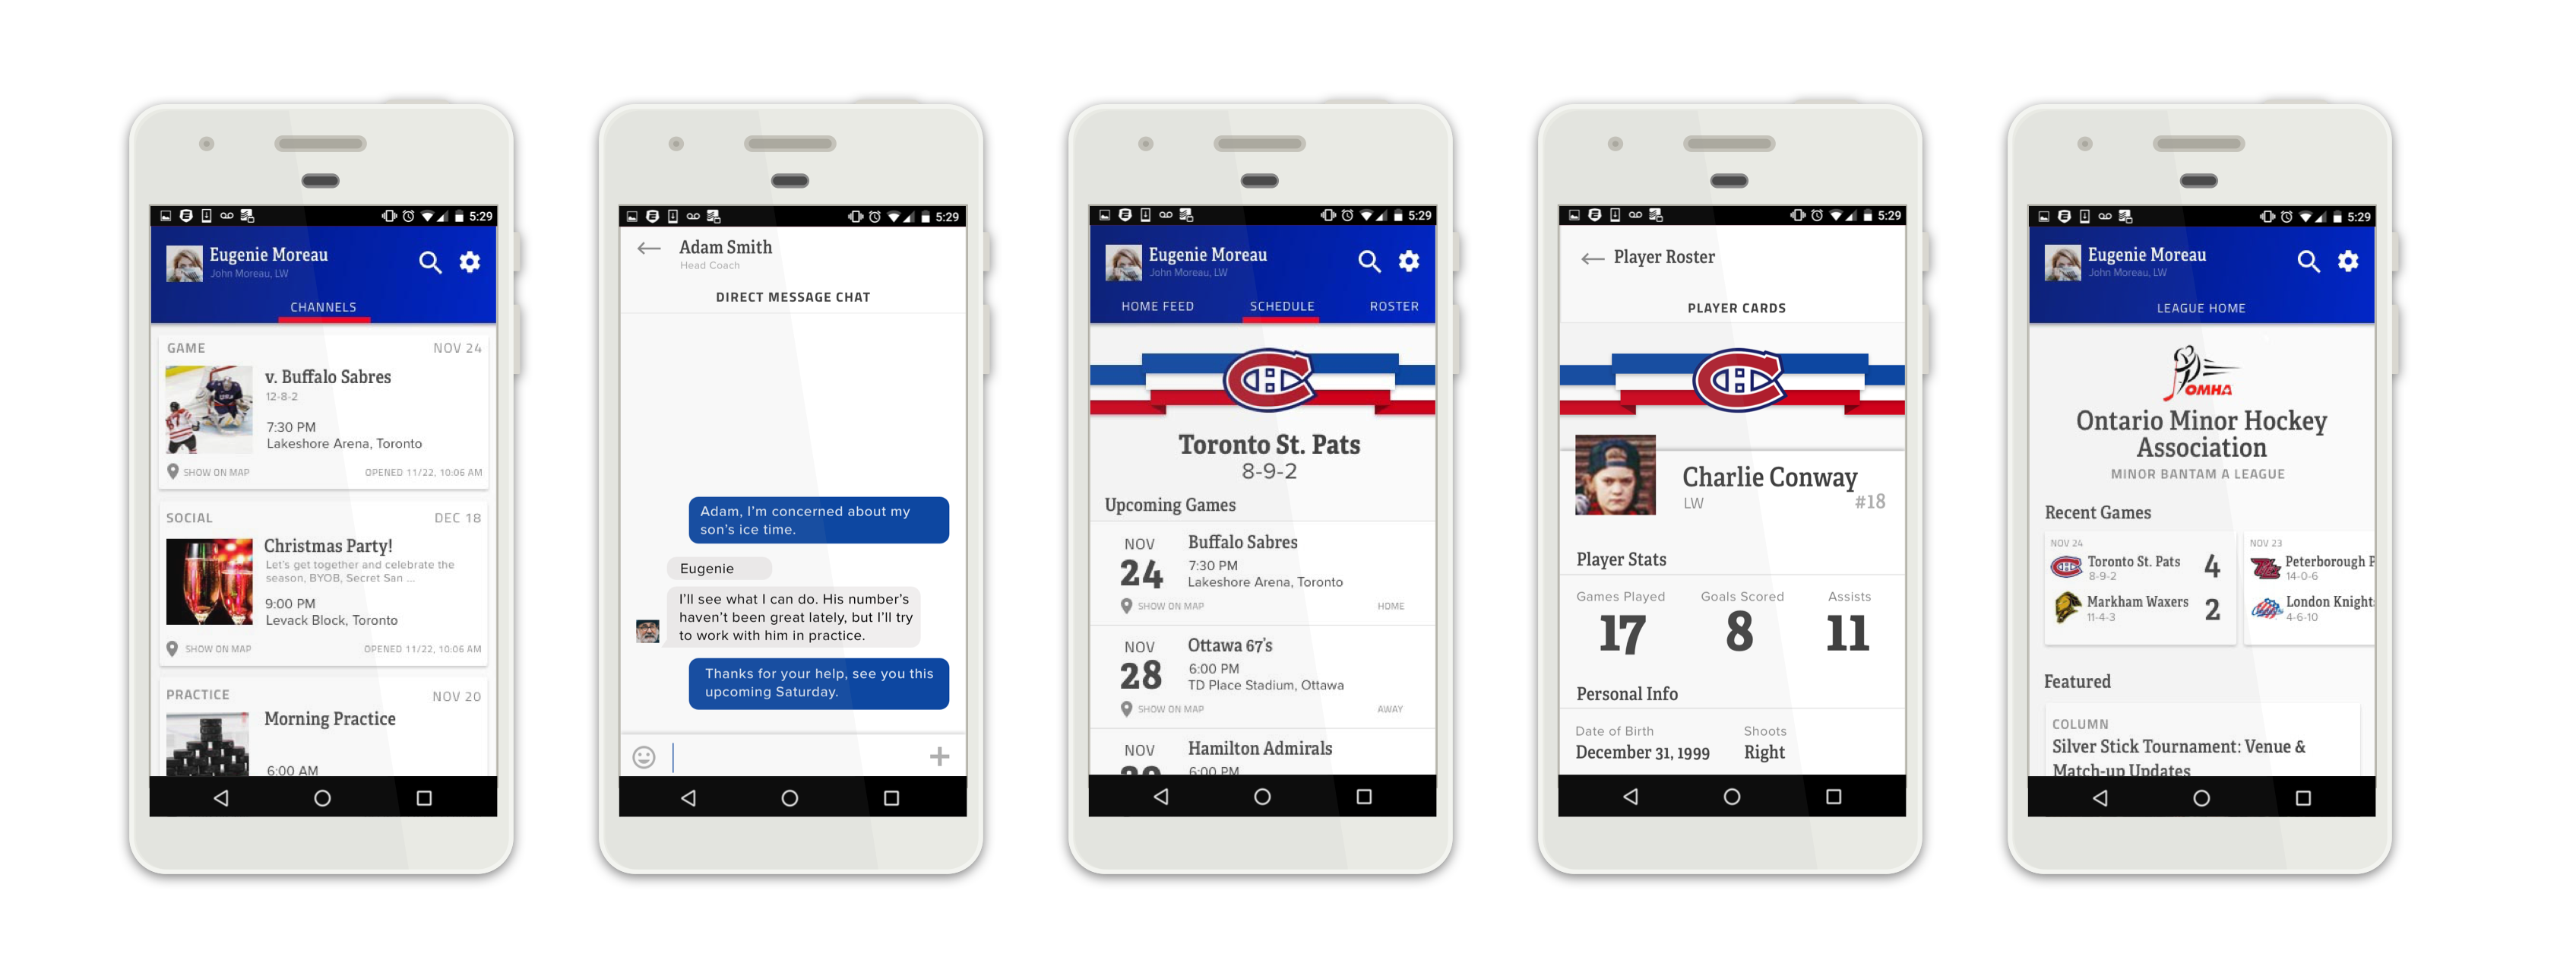 5:29
Eugenie Moreau
John Moreau, LW
CHANNELS
GAME
NOV 24
v. Buffalo Sabres
12-8-2
7:30 PM
Lakeshore Arena, Toronto
SHOW ON MAP
OPENED 11/22, 10:06 AM
SOCIAL
DEC 18
Christmas Party!
Let's get together and celebrate the
season, BYOB, Secret San ...
9:00 PM
Levack Block, Toronto
SHOW ON MAP
OPENED 11/22, 10:06 AM
PRACTICE
NOV 20
Morning Practice
6:00 AM
5:29
Adam Smith
Head Coach
DIRECT MESSAGE CHAT
Adam, I'm concerned about my
son's ice time.
Eugenie
I'll see what I can do. His number's
haven't been great lately, but I'll try
to work with him in practice.
Thanks for your help, see you this
upcoming Saturday.
5:29
Eugenie Moreau
John Moreau, LW
HOME FEED
SCHEDULE
ROSTER
Toronto St. Pats
8-9-2
Upcoming Games
NOV
24
Buffalo Sabres
7:30 PM
Lakeshore Arena, Toronto
SHOW ON MAP
HOME
NOV
28
Ottawa 67's
6:00 PM
TD Place Stadium, Ottawa
SHOW ON MAP
AWAY
NOV
Hamilton Admirals
6:00 PM
5:29
Player Roster
PLAYER CARDS
Charlie Conway
LW
#18
Player Stats
Games Played
Goals Scored
Assists
17
8
11
Personal Info
Date of Birth
Shoots
December 31, 1999
Right
5:29
Eugenie Moreau
John Moreau, LW
LEAGUE HOME
OMHA
Ontario Minor Hockey
Association
MINOR BANTAM A LEAGUE
Recent Games
NOV 24
Toronto St. Pats
8-9-2
4
Markham Waxers
11-4-3
2
NOV 23
Peterborough P
14-0-6
London Knight
4-6-10
Featured
COLUMN
Silver Stick Tournament: Venue &
Match-up Updates